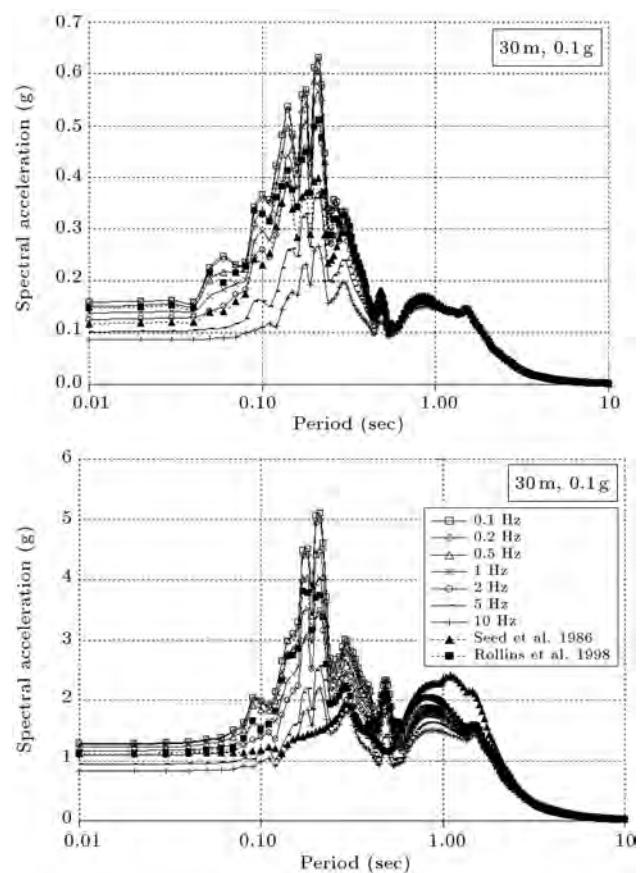 0.7
30 m, 0.1 g
0.6
0.5
0.4
0.3
0.2
0.1
0.0
Spectral acceleration (g)
0.01
0.10
1.00
10
Period (sec)
6
30 m, 0.1 g
5
4
3
2
1
0
Spectral acceleration (g)
0.1 Hz
0.2 Hz
0.5 Hz
1 Hz
2 Hz
5 Hz
10 Hz
Seed et al. 1986
Rollins et al. 1998
0.01
0.10
1.00
10
Period (sec)